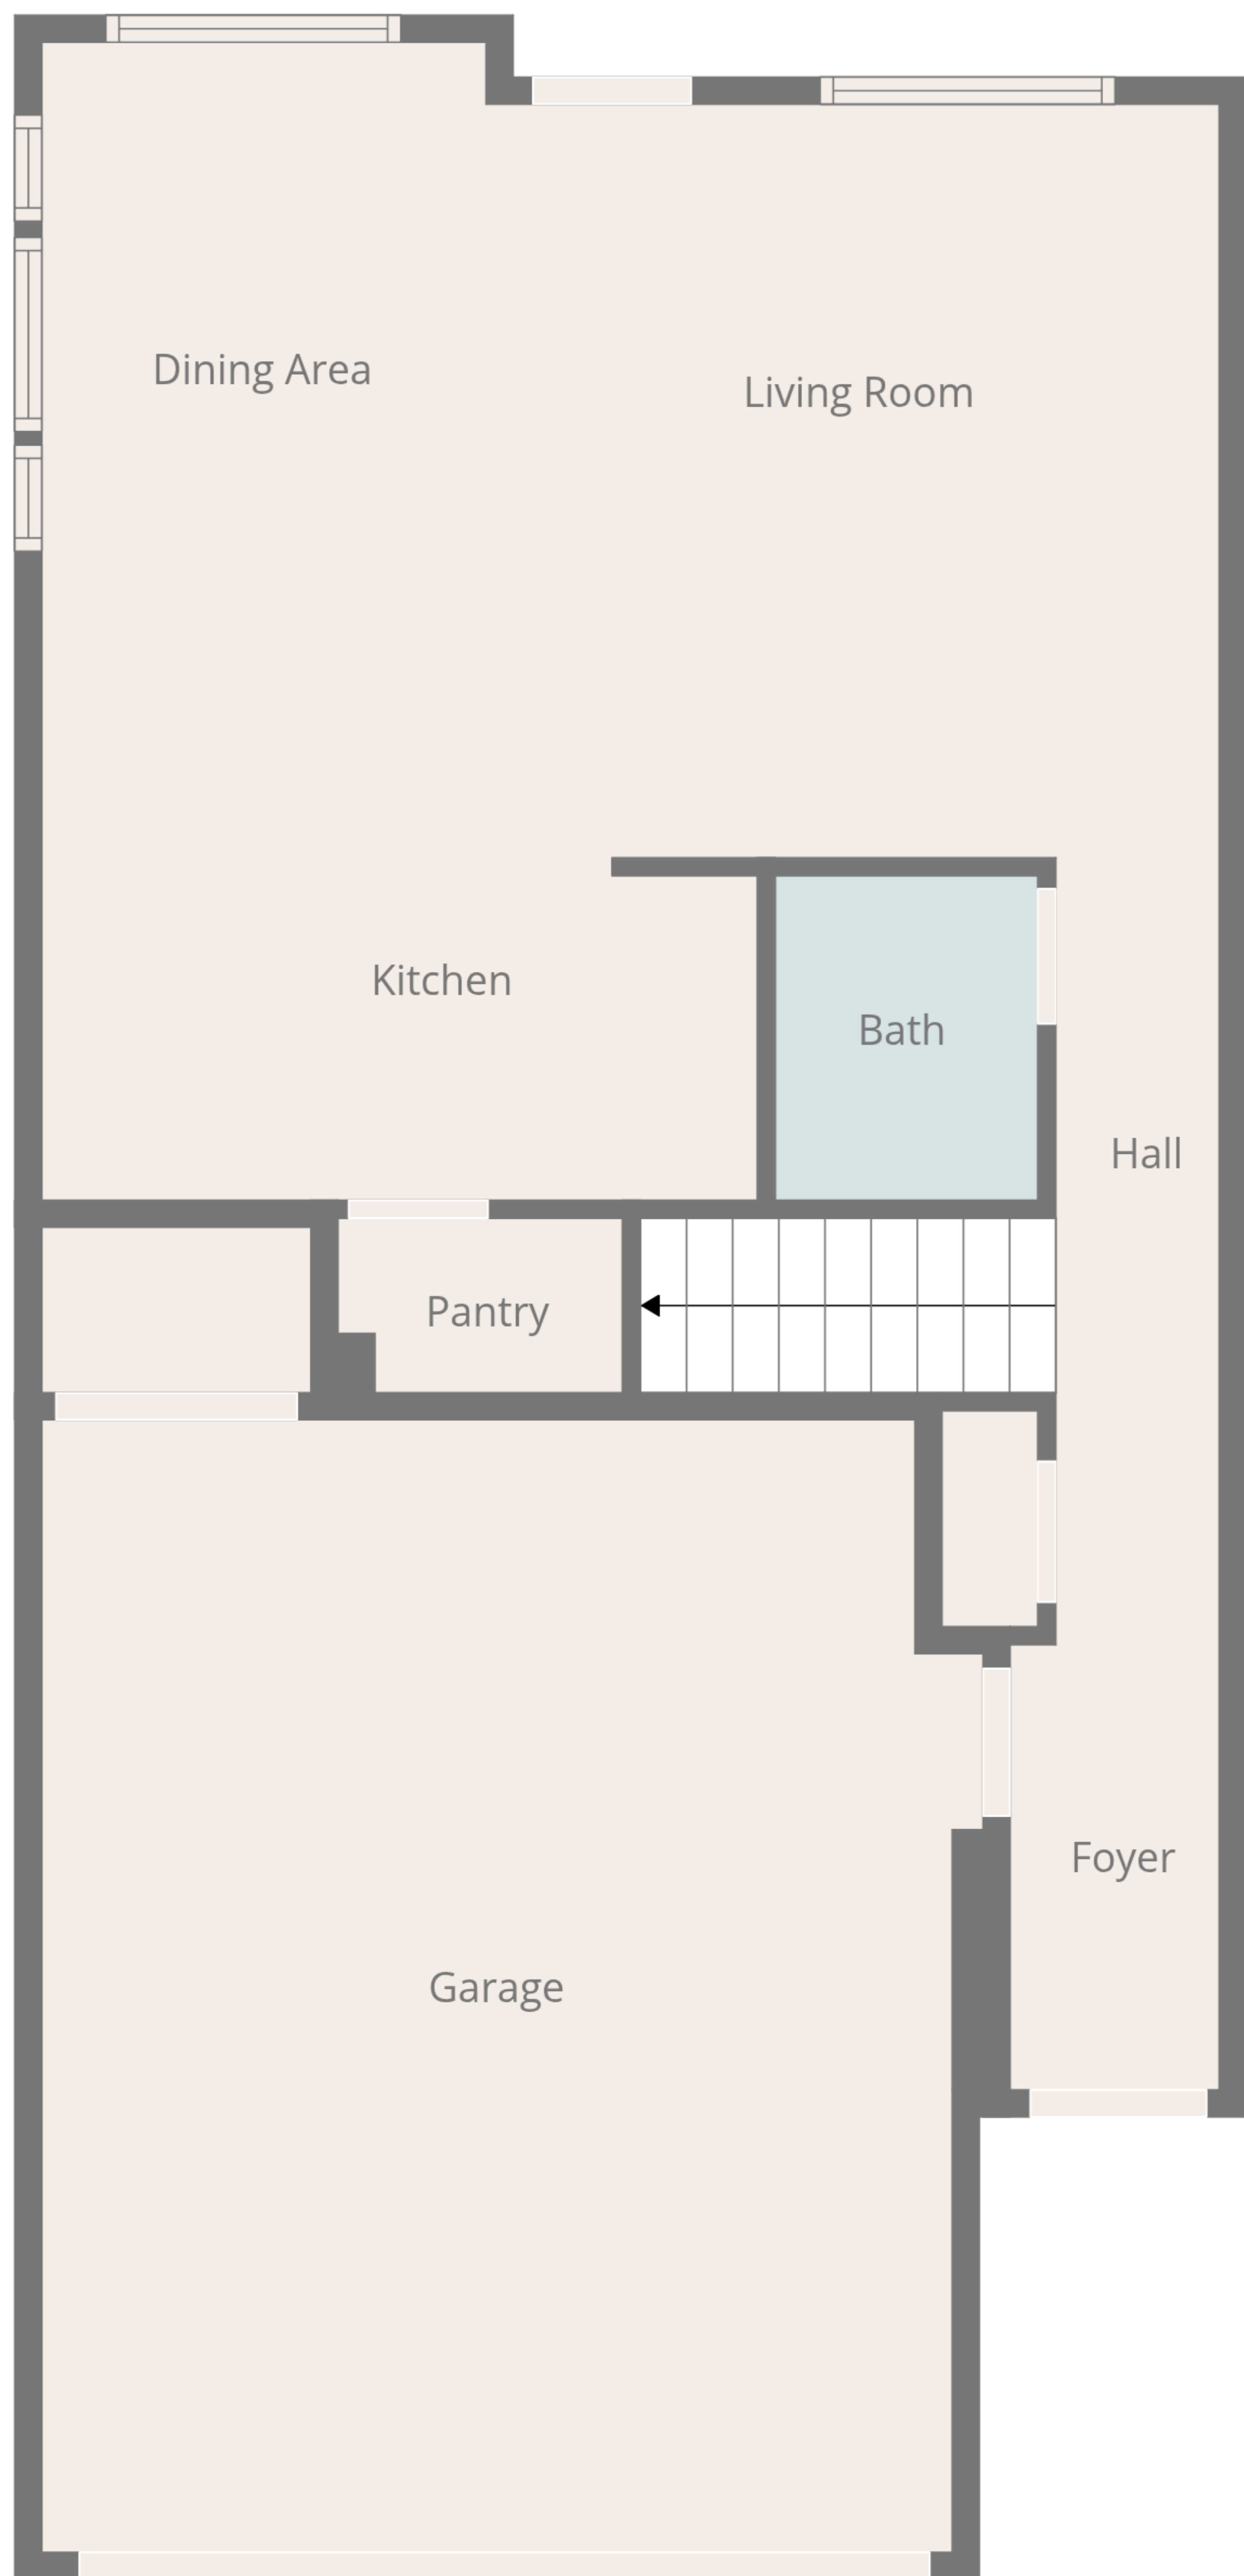 Dining Area
Living Room
Kitchen
Bath
Hall
Pantry
Foyer
Garage